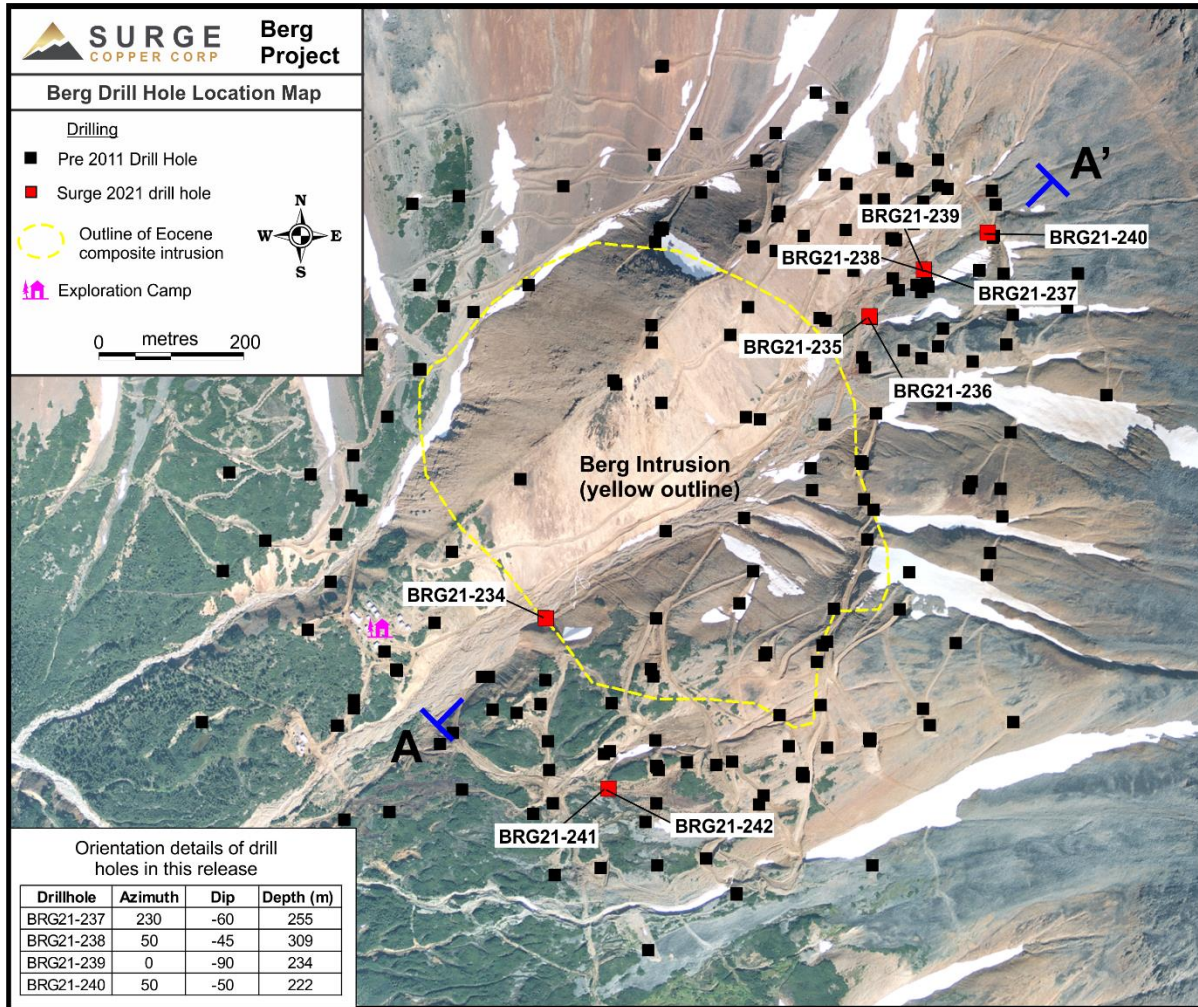 SURGE
COPPER CORP
Berg
Project
Berg Drill Hole Location Map
Drilling
Pre 2011 Drill Hole
Surge 2021 drill hole
Outline of Eocene
composite intrusion
Exploration Camp
N
W E
S
metres
0 200
A'
BRG21-239
BRG21-240
BRG21-238
BRG21-237
BRG21-235
BRG21-236
Berg Intrusion
(yellow outline)
BRG21-234
A
BRG21-241
BRG21-242
Orientation details of drill
holes in this release
Drillhole Azimuth Dip Depth (m)
BRG21-237 230 -60 255
BRG21-238 50 -45 309
BRG21-239 0 -90 234
BRG21-240 50 -50 222